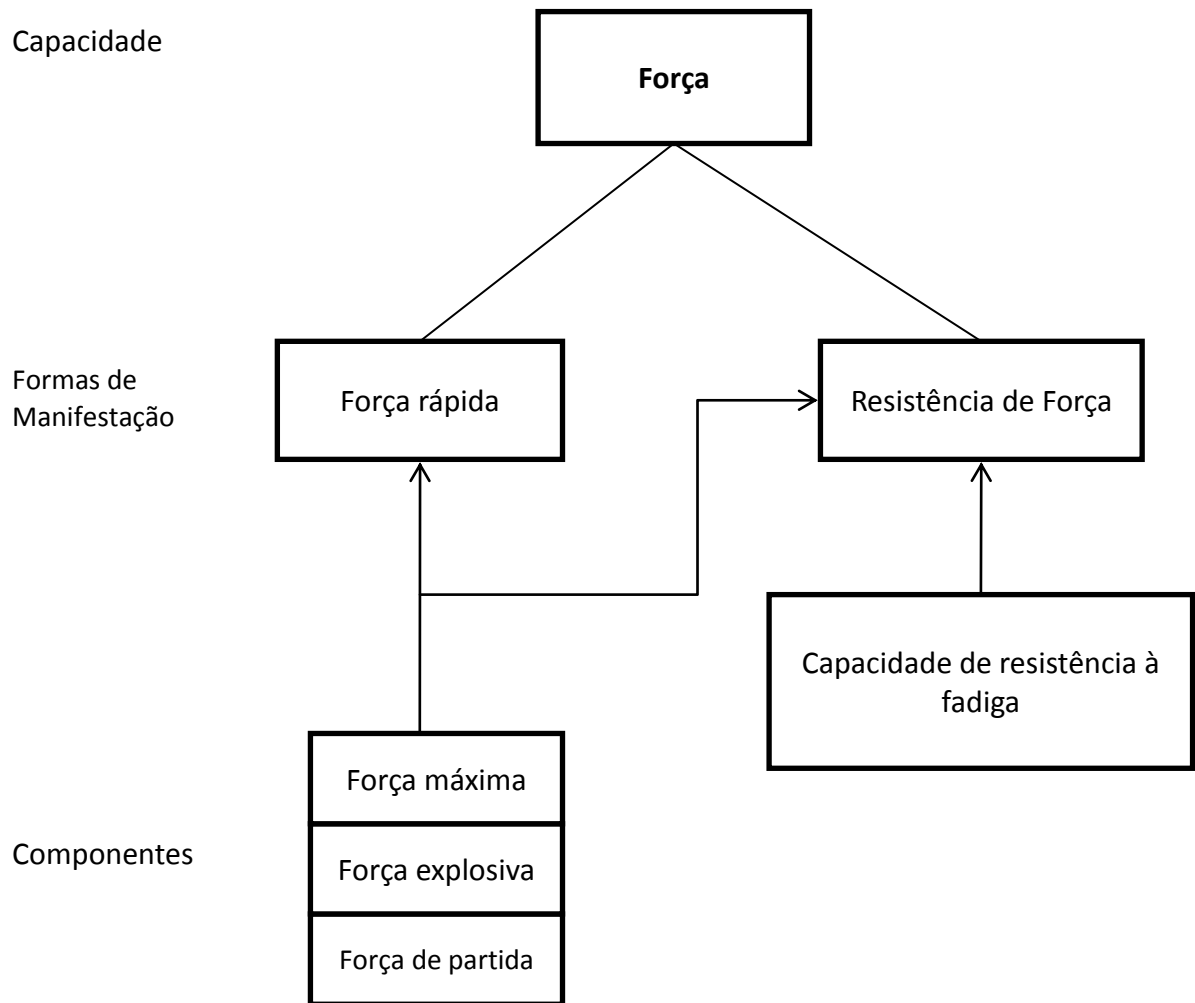 Capacidade
Força
Formas de
Manifestação
Força rápida
Resistência de Força
Capacidade de resistência à
fadiga
Força máxima
Componentes
Força explosiva
Força de partida